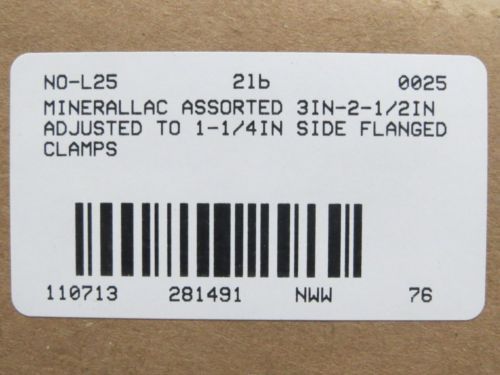 NO-L25 2lb 0025
MINERALLAC ASSORTED 3IN-2-1/2IN
ADJUSTED TO 1-1/4IN SIDE FLANGED
CLAMPS
110713 281491 NWW 76